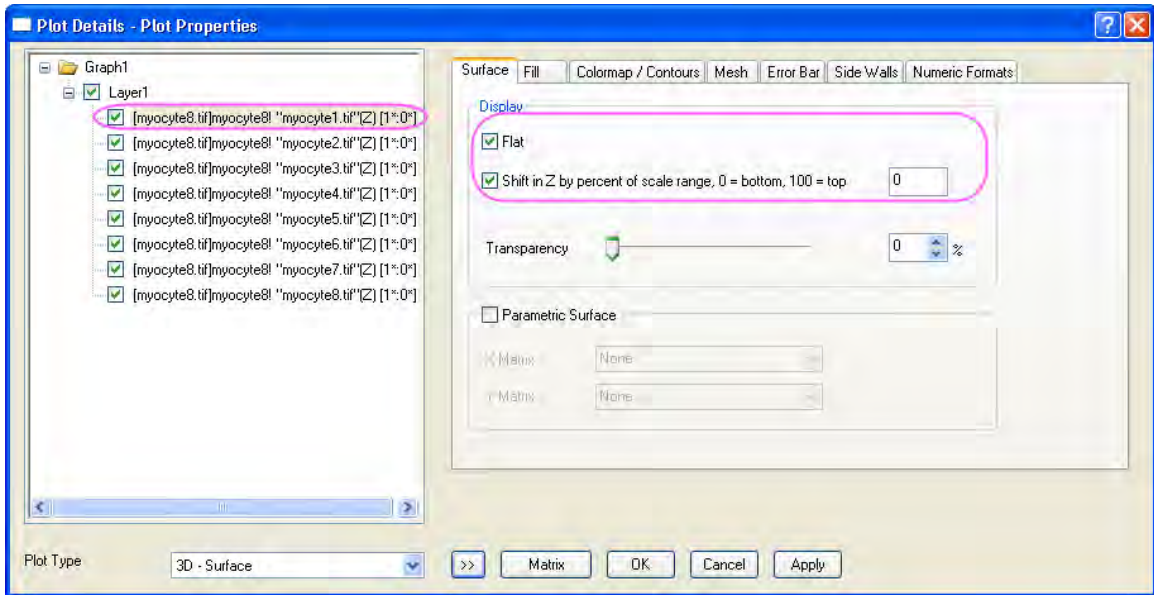 Plot Details - Plot Properties
Graph1
Layer1
[myocyte8.tif]myocyte8! "myocyte1.tif"(Z) [1*:0*]
[myocyte8.tif]myocyte8! "myocyte2.tif"(Z) [1*:0*]
[myocyte8.tif]myocyte8! "myocyte3.tif"(Z) [1*:0*]
[myocyte8.tif]myocyte8! "myocyte4.tif"(Z) [1*:0*]
[myocyte8.tif]myocyte8! "myocyte5.tif"(Z) [1*:0*]
[myocyte8.tif]myocyte8! "myocyte6.tif"(Z) [1*:0*]
[myocyte8.tif]myocyte8! "myocyte7.tif"(Z) [1*:0*]
[myocyte8.tif]myocyte8! "myocyte8.tif"(Z) [1*:0*]
Surface Fill Colormap / Contours Mesh Error Bar Side Walls Numeric Formats
Display
Flat
Shift in Z by percent of scale range, 0 = bottom, 100 = top 0
Transparency 0 %
Parametric Surface
X Matrix None
Y Matrix None
Plot Type 3D - Surface >> Matrix OK Cancel Apply